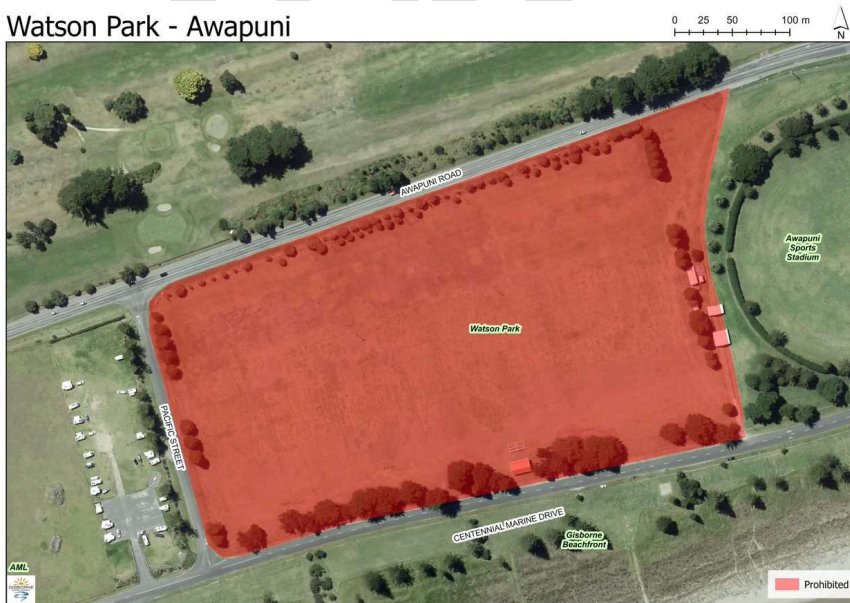 Watson Park - Awapuni
0 25 50 100 m
N
AWAPUNI ROAD
Awapuni
Sports
Stadium
Watson Park
PACIFIC STREET
CENTENNIAL MARINE DRIVE
Gisborne
Beachfront
AML
GISBORNE
Prohibited